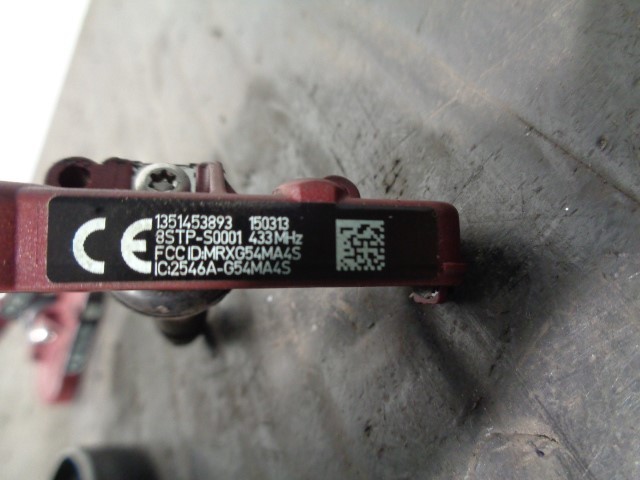 CE
1351453893 150313
8STP-S0001 433MHz
FCC ID:MRXG54MA4S
IC:2546A-G54MA4S